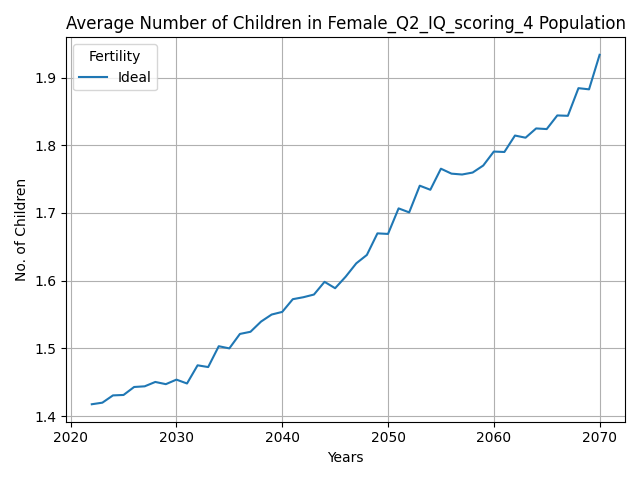 Average Number of Children in Female_Q2_IQ_scoring_4 Population
Fertility
Ideal
No. of Children
1.9
1.8
1.7
1.6
1.5
1.4
2020 2030 2040 2050 2060 2070
Years